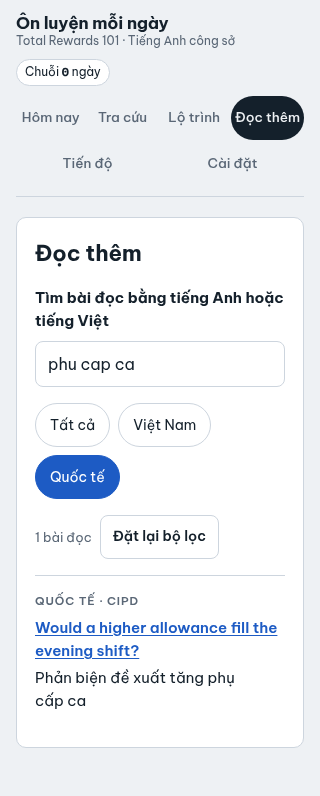 Ôn luyện mỗi ngày
Total Rewards 101 · Tiếng Anh công sở
Chuỗi 0 ngày
Hôm nay Tra cứu Lộ trình Đọc thêm
Tiến độ Cài đặt
Đọc thêm
Tìm bài đọc bằng tiếng Anh hoặc
tiếng Việt
phu cap ca
Tất cả Việt Nam
Quốc tế
1 bài đọc Đặt lại bộ lọc
QUỐC TẾ · CIPD
Would a higher allowance fill the
evening shift?
Phản biện đề xuất tăng phụ
cấp ca